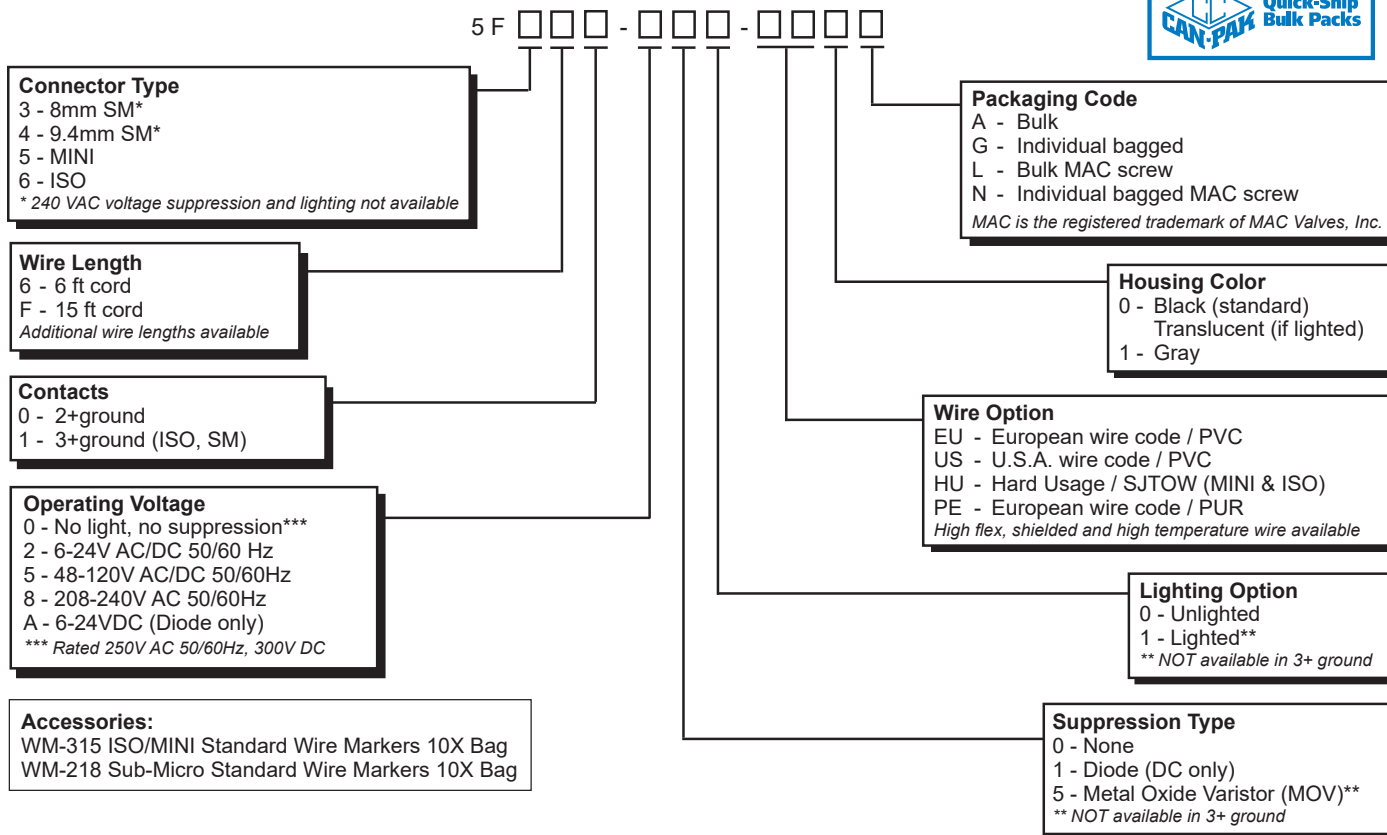 Quick-Ship
CAN-PAK Bulk Packs
5 F □□□ - □□□ - □□□□
Connector Type
3 - 8mm SM*
4 - 9.4mm SM*
5 - MINI
6 - ISO
* 240 VAC voltage suppression and lighting not available
Wire Length
6 - 6 ft cord
F - 15 ft cord
Additional wire lengths available
Contacts
0 - 2+ground
1 - 3+ground (ISO, SM)
Operating Voltage
0 - No light, no suppression***
2 - 6-24V AC/DC 50/60 Hz
5 - 48-120V AC/DC 50/60Hz
8 - 208-240V AC 50/60Hz
A - 6-24VDC (Diode only)
*** Rated 250V AC 50/60Hz, 300V DC
Accessories:
WM-315 ISO/MINI Standard Wire Markers 10X Bag
WM-218 Sub-Micro Standard Wire Markers 10X Bag
Packaging Code
A - Bulk
G - Individual bagged
L - Bulk MAC screw
N - Individual bagged MAC screw
MAC is the registered trademark of MAC Valves, Inc.
Housing Color
0 - Black (standard)
Translucent (if lighted)
1 - Gray
Wire Option
EU - European wire code / PVC
US - U.S.A. wire code / PVC
HU - Hard Usage / SJTOW (MINI & ISO)
PE - European wire code / PUR
High flex, shielded and high temperature wire available
Lighting Option
0 - Unlighted
1 - Lighted**
** NOT available in 3+ ground
Suppression Type
0 - None
1 - Diode (DC only)
5 - Metal Oxide Varistor (MOV)**
** NOT available in 3+ ground